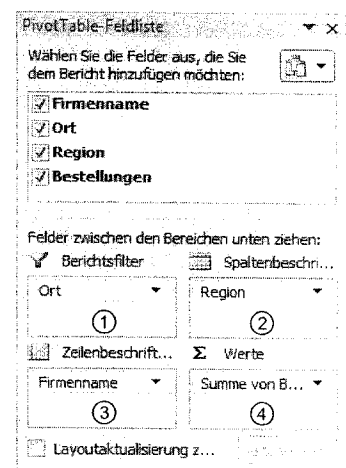 PivotTable-Feldliste
Wählen Sie die Felder aus, die Sie
dem Bericht hinzufügen möchten:
Firmenname
Ort
Region
Bestellungen
Felder zwischen den Bereichen unten ziehen:
Berichtsfilter Spaltenbeschri...
Ort Region
① ②
Zeilenbeschrift... Σ Werte
Firmenname Summe von B...
③ ④
Layoutaktualisierung z...